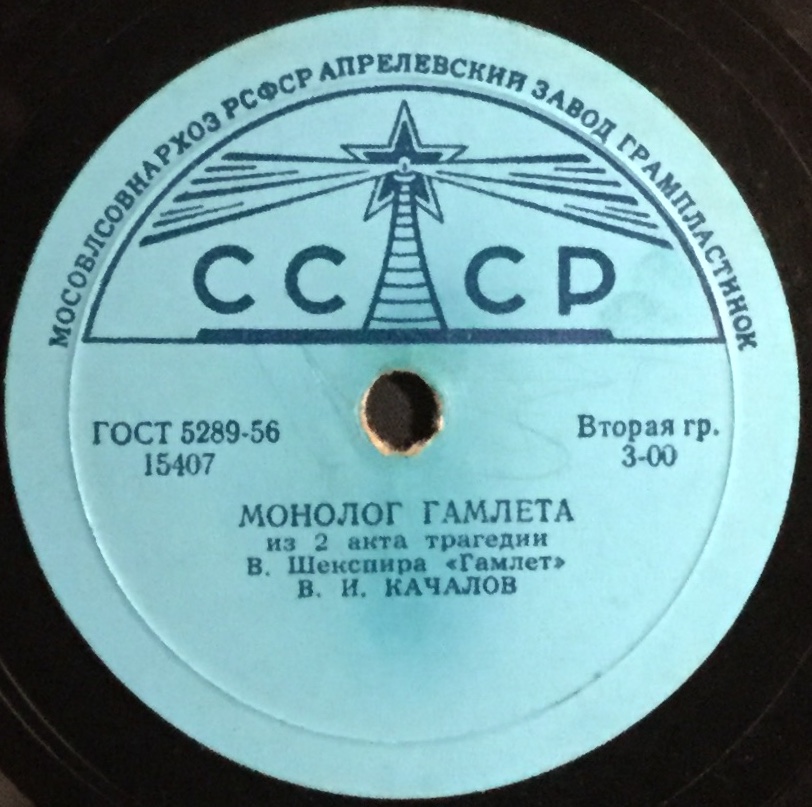 МОСОБЛСОВНАРХОЗ РСФСР АПРЕЛЕВСКИЙ ЗАВОД ГРАМПЛАСТИНОК
СССР
ГОСТ 5289-56
15407
Вторая гр.
3-00
МОНОЛОГ ГАМЛЕТА
из 2 акта трагедии
В. Шекспира «Гамлет»
В. И. КАЧАЛОВ